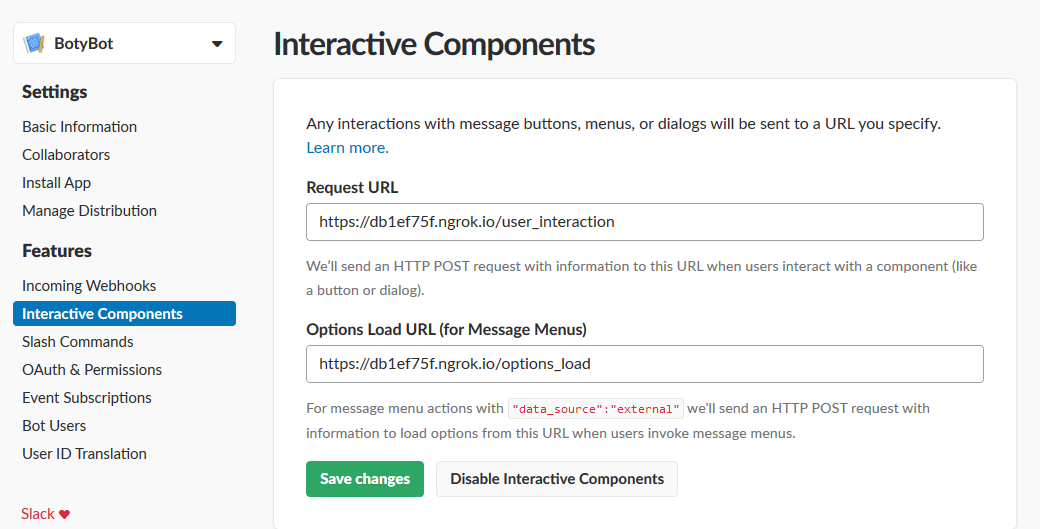 BotyBot
Settings
Basic Information
Collaborators
Install App
Manage Distribution
Features
Incoming Webhooks
Interactive Components
Slash Commands
OAuth & Permissions
Event Subscriptions
Bot Users
User ID Translation
Slack ❤
Interactive Components
Any interactions with message buttons, menus, or dialogs will be sent to a URL you specify.
Learn more.
Request URL
https://db1ef75f.ngrok.io/user_interaction
We’ll send an HTTP POST request with information to this URL when users interact with a component (like
a button or dialog).
Options Load URL (for Message Menus)
https://db1ef75f.ngrok.io/options_load
For message menu actions with "data_source":"external" we'll send an HTTP POST request with
information to load options from this URL when users invoke message menus.
Save changes
Disable Interactive Components